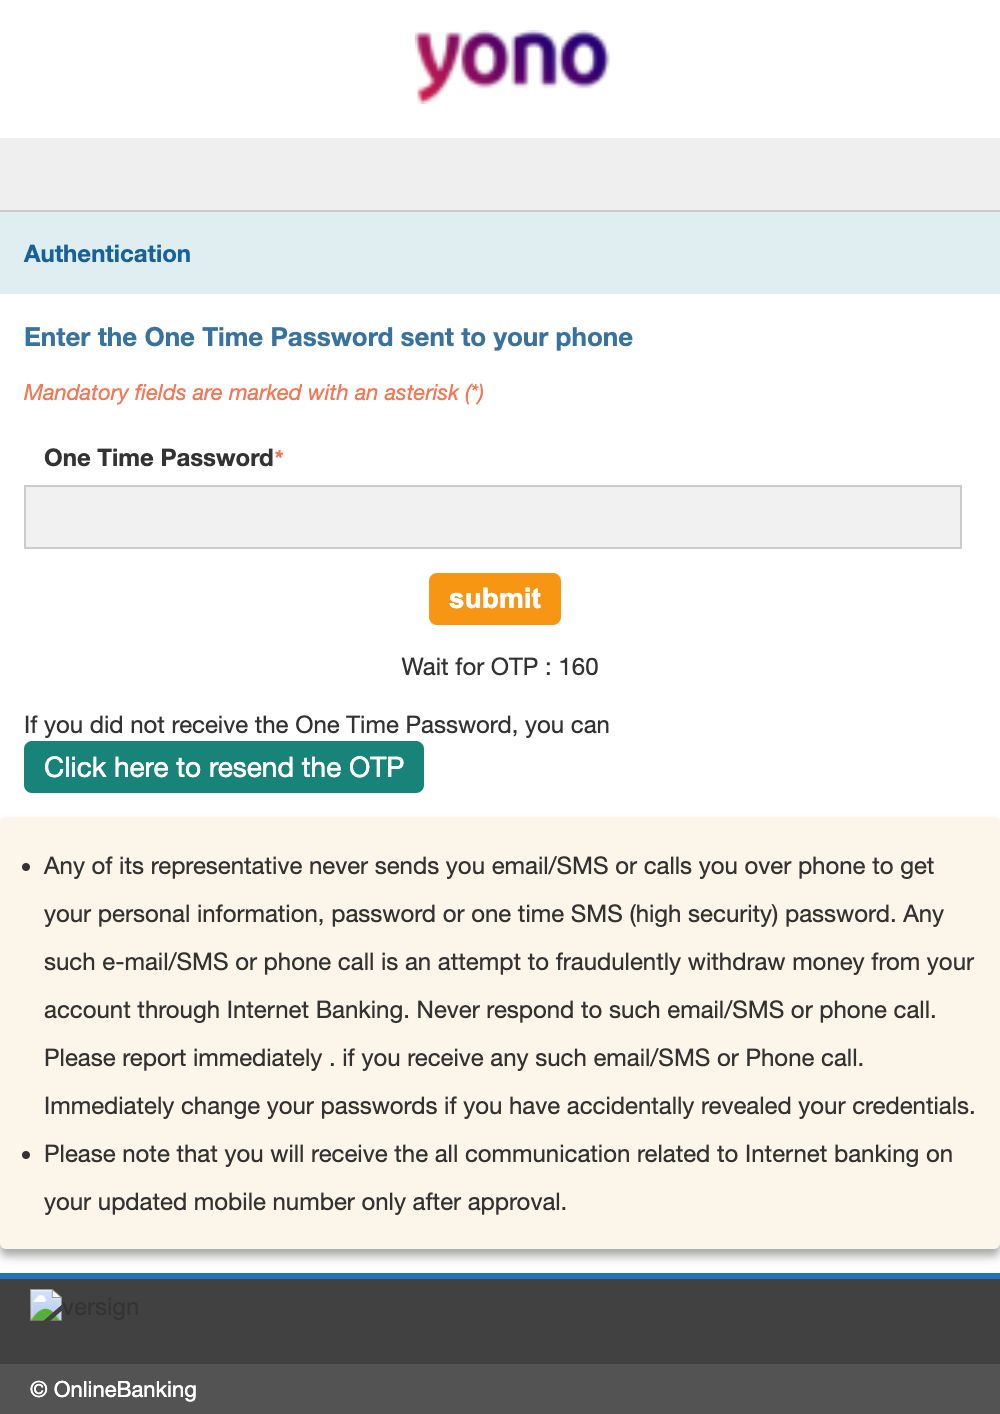 yono
Authentication
Enter the One Time Password sent to your phone
Mandatory fields are marked with an asterisk (*)
One Time Password*
submit
Wait for OTP : 160
If you did not receive the One Time Password, you can
Click here to resend the OTP
• Any of its representative never sends you email/SMS or calls you over phone to get
your personal information, password or one time SMS (high security) password. Any
such e-mail/SMS or phone call is an attempt to fraudulently withdraw money from your
account through Internet Banking. Never respond to such email/SMS or phone call.
Please report immediately . if you receive any such email/SMS or Phone call.
Immediately change your passwords if you have accidentally revealed your credentials.
• Please note that you will receive the all communication related to Internet banking on
your updated mobile number only after approval.
versign
© OnlineBanking